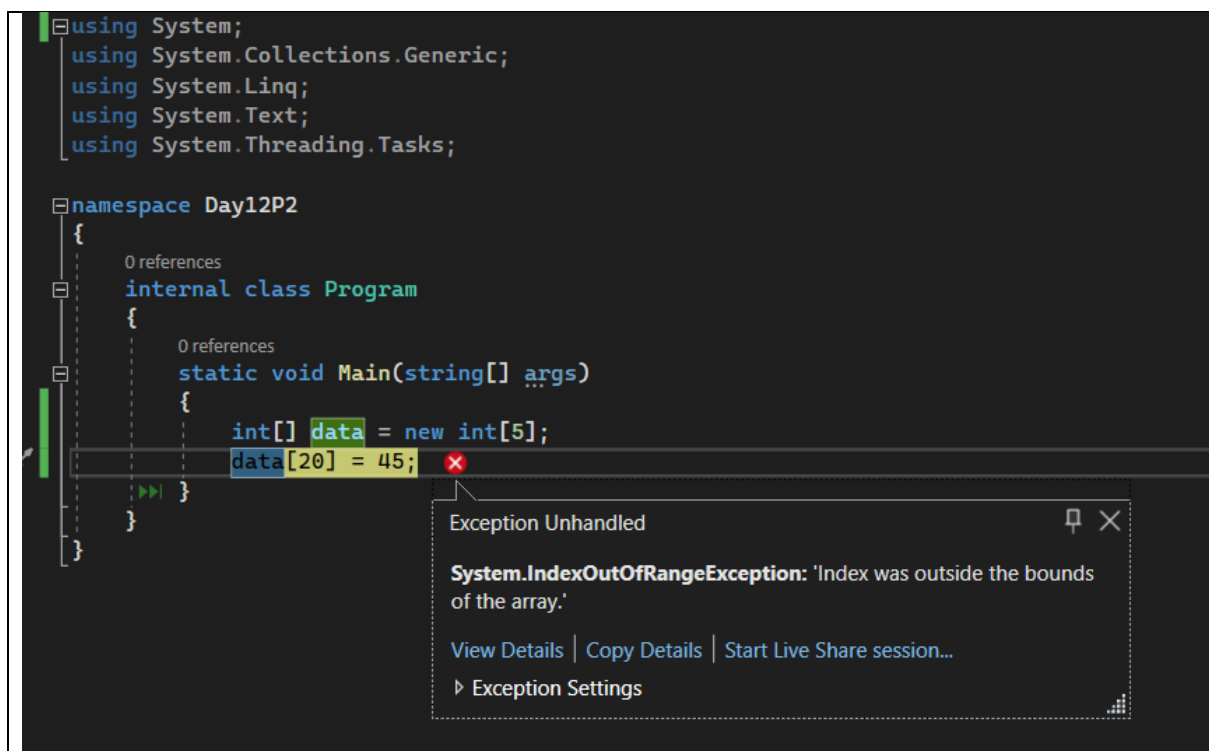 using System;
using System.Collections.Generic;
using System.Linq;
using System.Text;
using System.Threading.Tasks;
namespace Day12P2
{
0 references
internal class Program
{
0 references
static void Main(string[] args)
{
int[] data = new int[5];
data[20] = 45;
}
}
}
Exception Unhandled
System.IndexOutOfRangeException: 'Index was outside the bounds
of the array.'
View Details | Copy Details | Start Live Share session...
Exception Settings